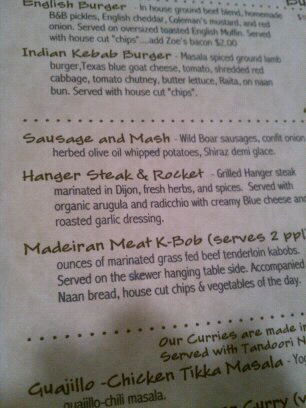 English Burger - In house ground beef blend, homemade
B&B pickles, English cheddar, Coleman's mustard, and red
onion. Served on oversized toasted English Muffin. Served
with house cut "chips"....add Zoe's bacon $2.00
Indian Kebab Burger - Masala spiced ground lamb
burger,Texas blue goat cheese, tomato, shredded red
cabbage, tomato chutney, butter lettuce, Raita, on naan
bun. Served with house cut "chips".
Sausage and Mash - Wild Boar sausages, confit onion
herbed olive oil whipped potatoes, Shiraz demi glace.
Hanger Steak & Rocket - Grilled Hanger steak
marinated in Dijon, fresh herbs, and spices. Served with
organic arugula and radicchio with creamy Blue cheese and
roasted garlic dressing.
Madeiran Meat K-Bob (serves 2 ppl)
ounces of marinated grass fed beef tenderloin kabobs.
Served on the skewer hanging table side. Accompanied
Naan bread, house cut chips & vegetables of the day.
Our Curries are made in
Served with Tandoori N
Guajillo -Chicken Tikka Masala - Yog
guajillo-chili masala.
Curry (v